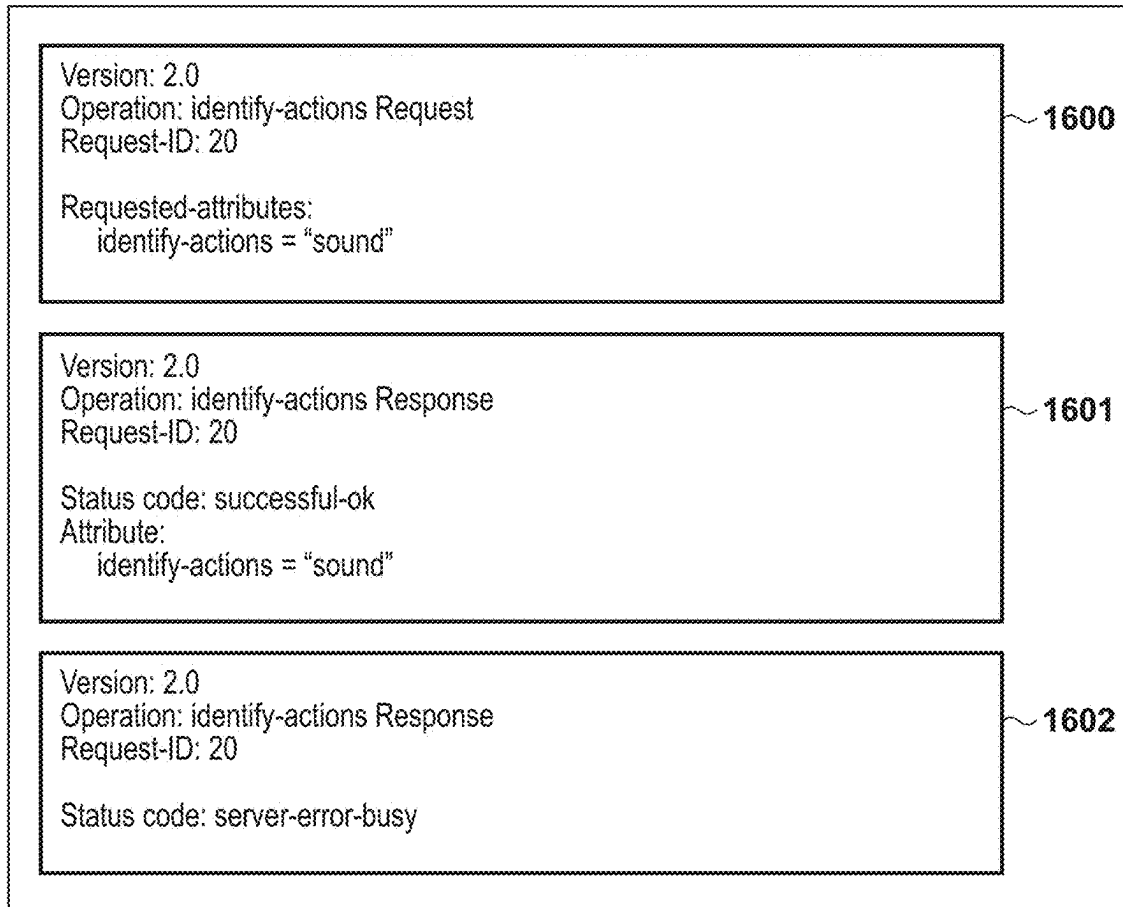 Version: 2.0
Operation: identify-actions Request
Request-ID: 20
Requested-attributes:
identify-actions = “sound”
1600
Version: 2.0
Operation: identify-actions Response
Request-ID: 20
Status code: successful-ok
Attribute:
identify-actions = “sound”
1601
Version: 2.0
Operation: identify-actions Response
Request-ID: 20
Status code: server-error-busy
1602